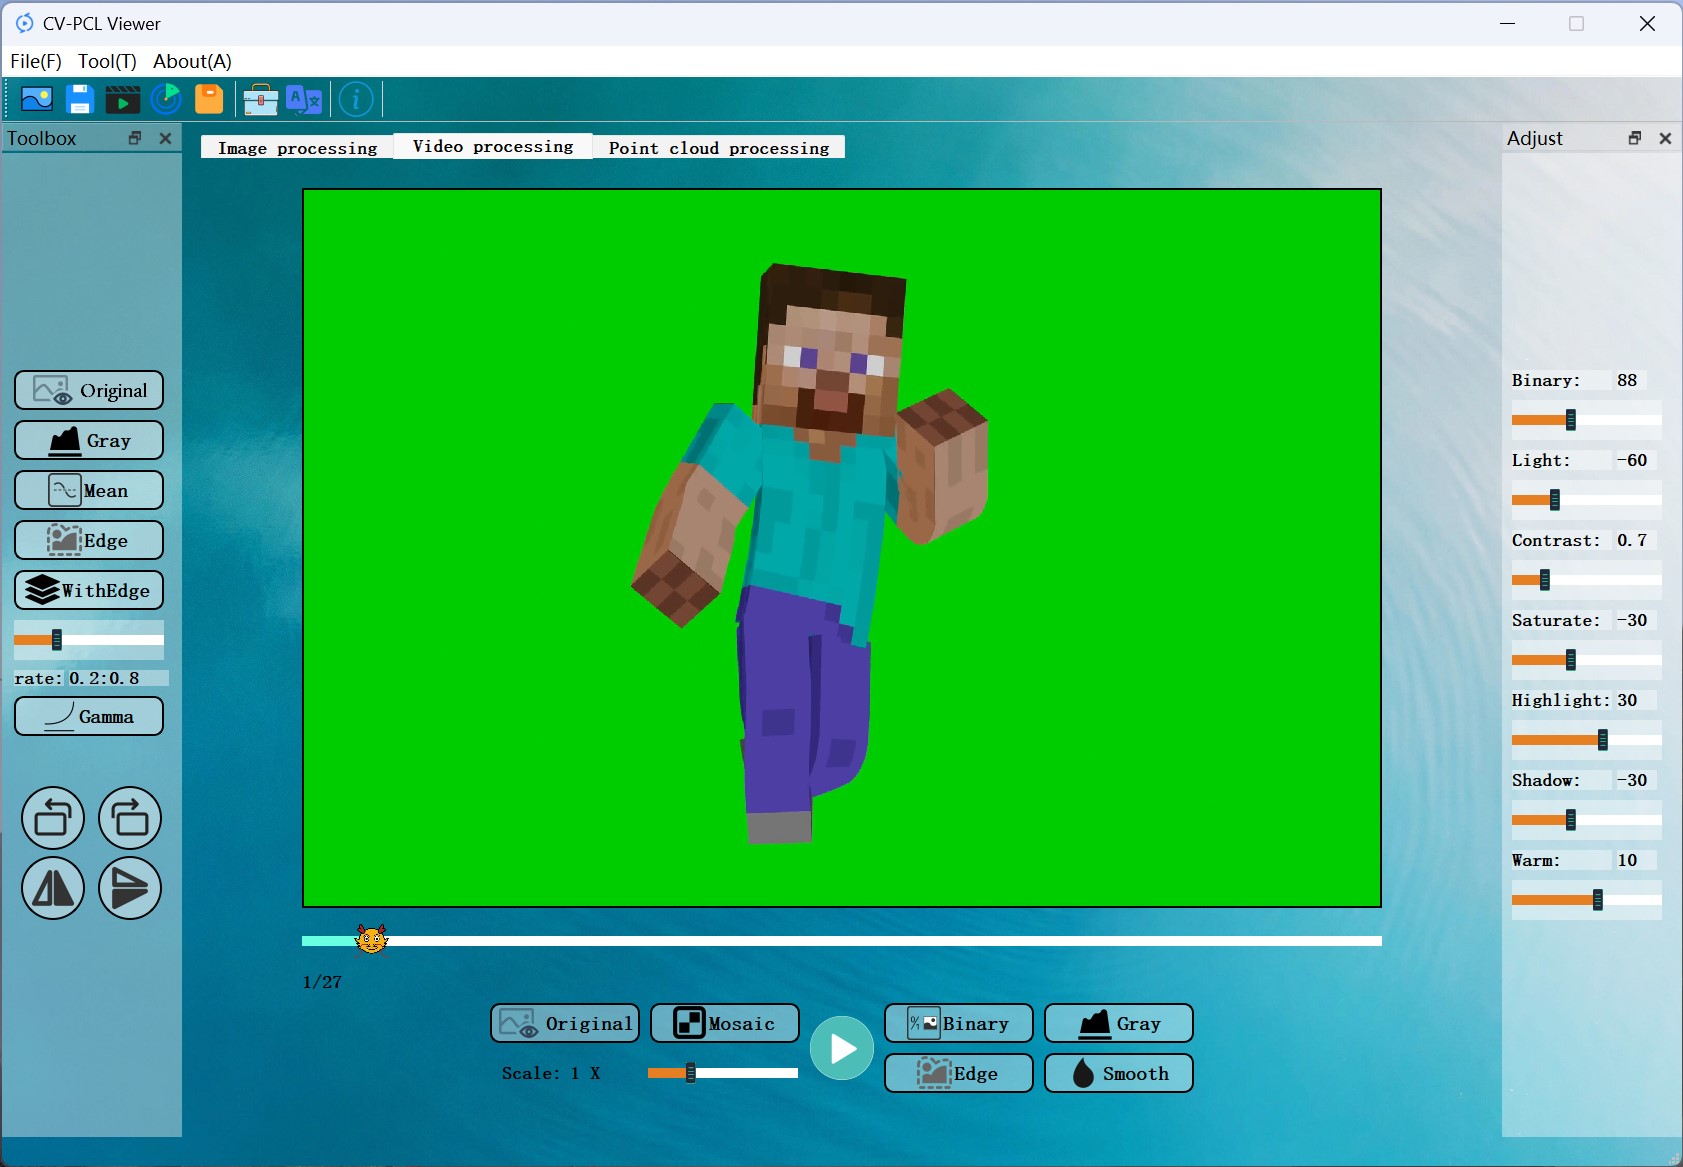 CV-PCL Viewer
File(F) Tool(T) About(A)
Toolbox
Original
Gray
Mean
Edge
WithEdge
rate: 0.2:0.8
Gamma
Image processing Video processing Point cloud processing
1/27
Original Mosaic
Scale: 1 X
Binary Gray
Edge Smooth
Adjust
Binary: 88
Light: -60
Contrast: 0.7
Saturate: -30
Highlight: 30
Shadow: -30
Warm: 10